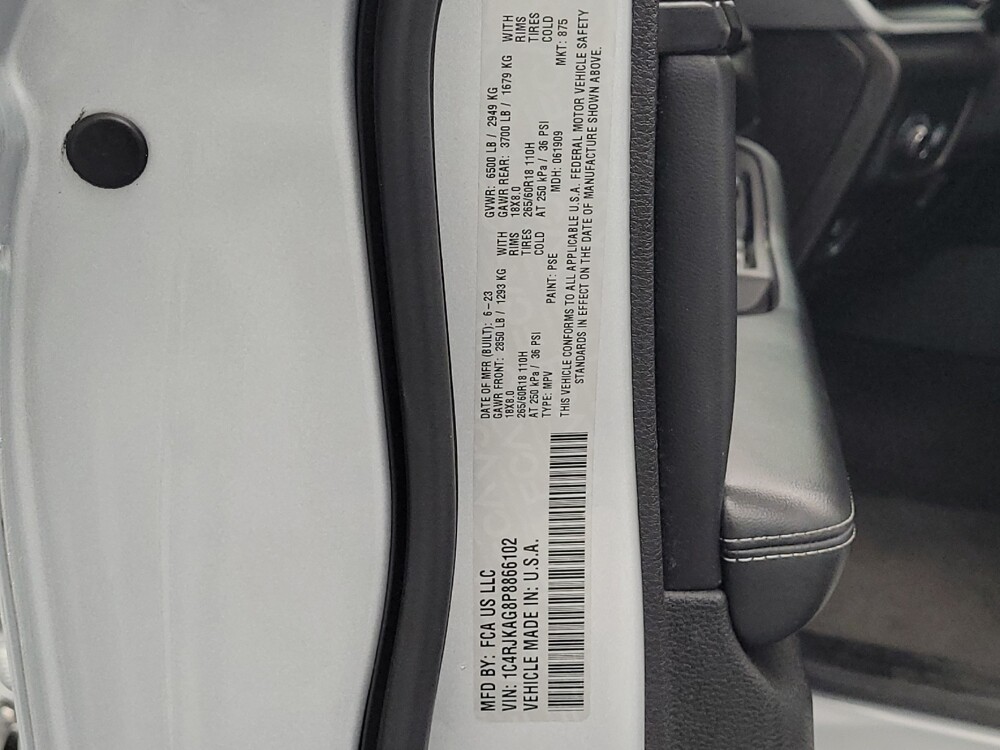 MFD BY: FCA US LLC
VIN: 1C4RJKAG8P8866102
VEHICLE MADE IN: U.S.A.
DATE OF MFR (BUILT): 6-23 GVWR: 6500 LB / 2949 KG
GAWR FRONT: 2850 LB / 1293 KG WITH GAWR REAR: 3700 LB / 1679 KG WITH
18X8.0 RIMS 18X8.0 RIMS
265/60R18 110H TIRES 265/60R18 110H TIRES
AT 250 kPa / 36 PSI COLD AT 250 kPa / 36 PSI COLD
TYPE: MPV PAINT: PSE MDH: 061909 MKT: 875
THIS VEHICLE CONFORMS TO ALL APPLICABLE U.S.A. FEDERAL MOTOR VEHICLE SAFETY
STANDARDS IN EFFECT ON THE DATE OF MANUFACTURE SHOWN ABOVE.